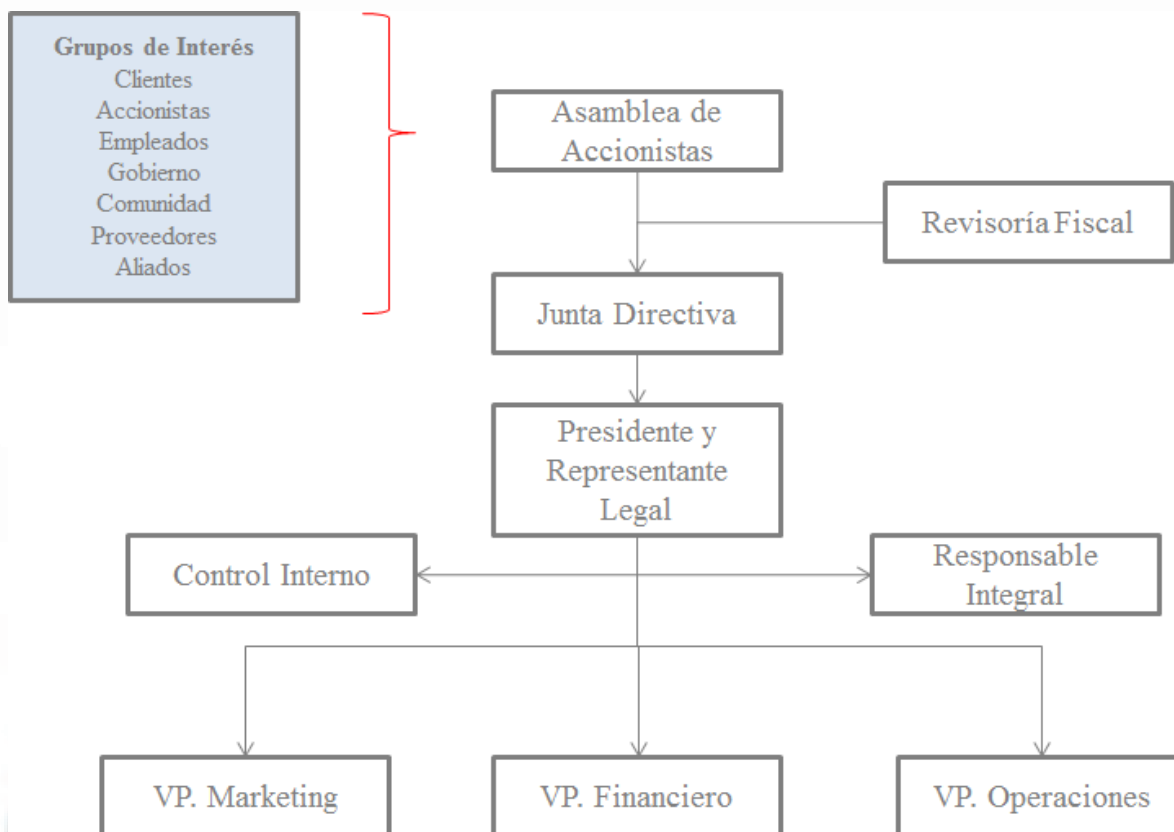 Grupos de Interés
Clientes
Accionistas
Empleados
Gobierno
Comunidad
Proveedores
Aliados
Asamblea de
Accionistas
Revisoría Fiscal
Junta Directiva
Presidente y
Representante
Legal
Control Interno
Responsable
Integral
VP. Marketing
VP. Financiero
VP. Operaciones